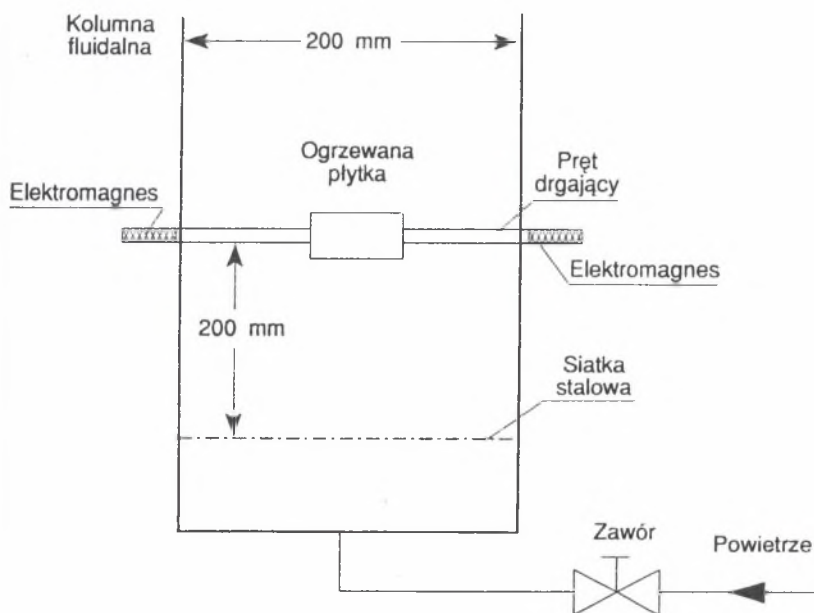 Kolumna
fluidalna
200 mm
Ogrzewana
płytka
Pręt
drgający
Elektromagnes
Elektromagnes
200 mm
Siatka
stalowa
Zawór
Powietrze